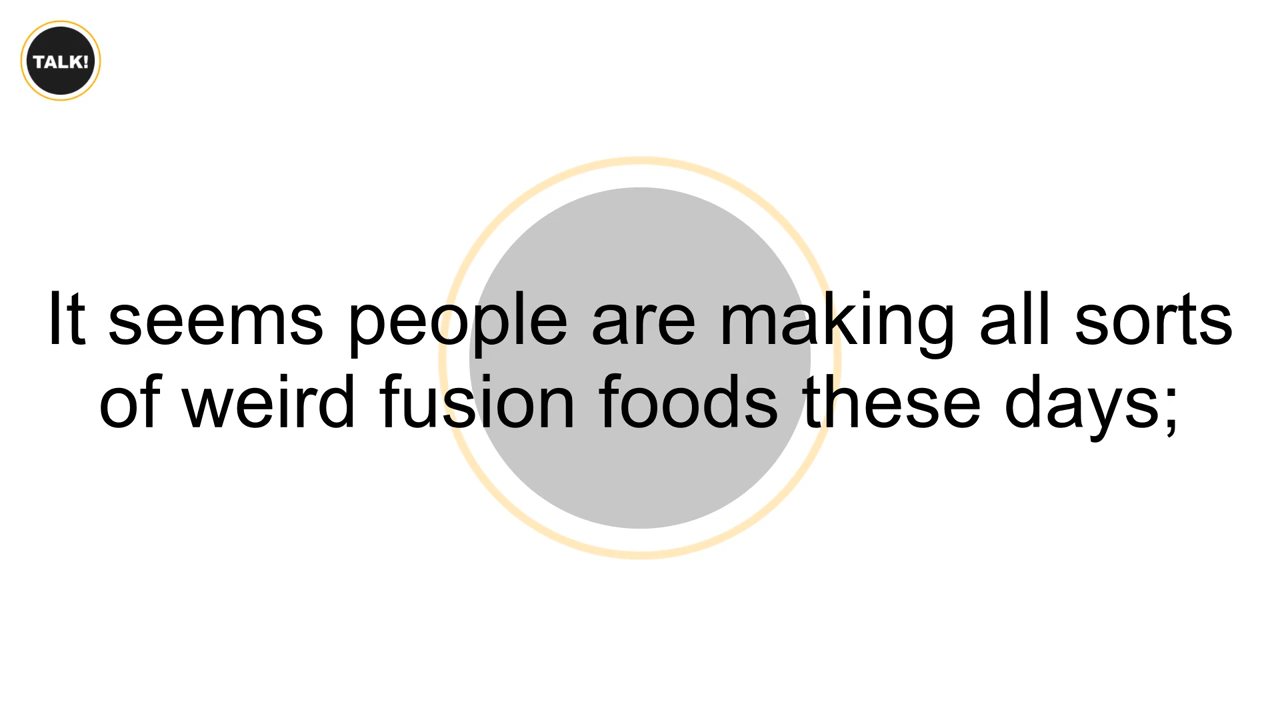 TALK!
It seems people are making all sorts
of weird fusion foods these days;